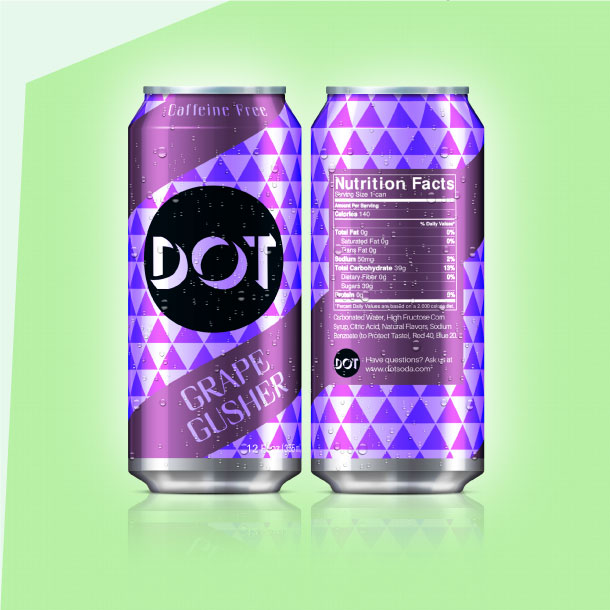 Caffeine Free
DOT
GRAPE
GUSHER
Nutrition Facts
Serving Size 1 can
Amount Per Serving
Calories 140
% Daily Values*
Total Fat 0g 0%
Saturated Fat 0g 0%
Trans Fat 0g
Sodium 50mg 2%
Total Carbohydrate 39g 13%
Dietary Fiber 0g 0%
Sugars 39g
Protein 0g 0%
*Percent Daily Values are based on a 2,000 calorie diet.
Carbonated Water, High Fructose Corn
Syrup, Citric Acid, Natural Flavors, Sodium
Benzoate (to Protect Taste), Red 40, Blue 20.
DOT
Have questions? Ask us at
www.dotsoda.com